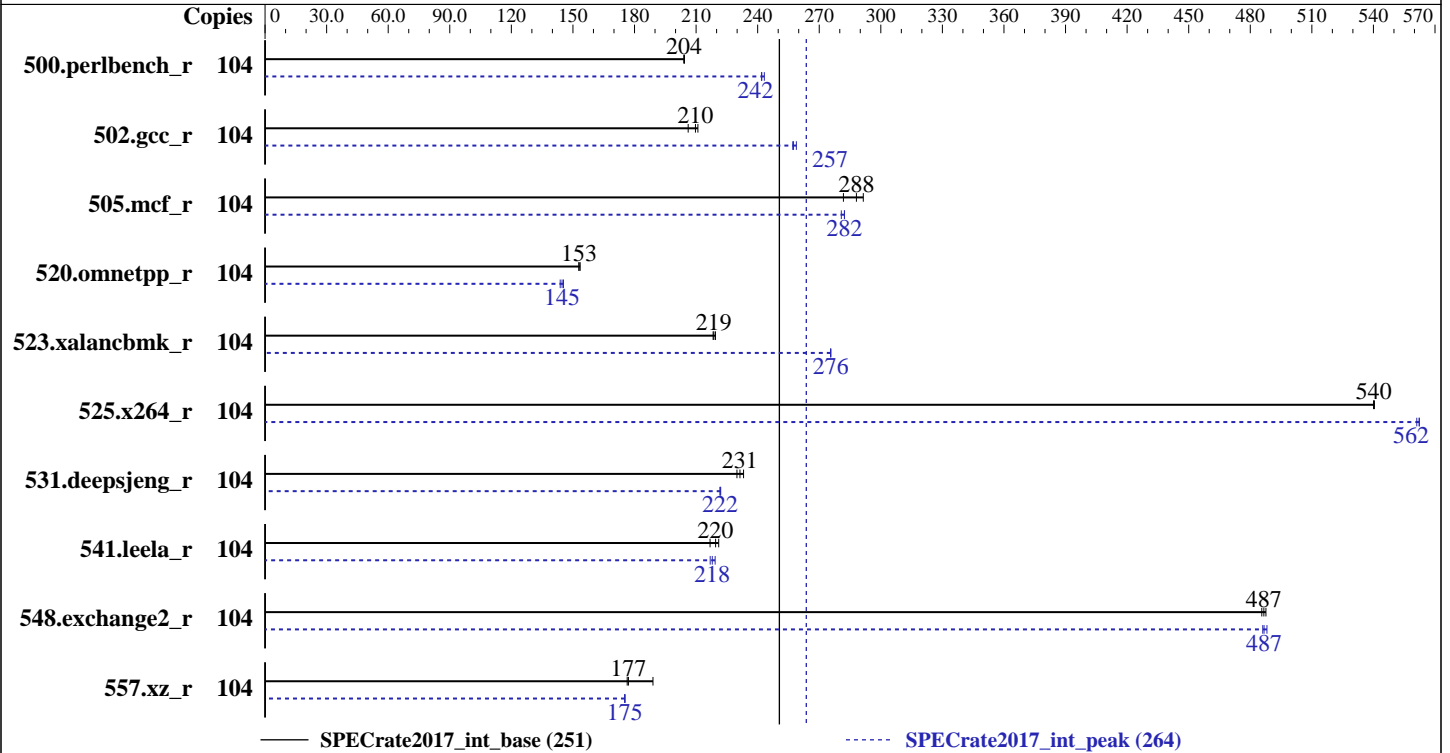 Copies 0 30.0 60.0 90.0 120 150 180 210 240 270 300 330 360 390 420 450 480 510 540 570
204
500.perlbench_r 104
242
210
502.gcc_r 104
257
288
505.mcf_r 104
282
153
520.omnetpp_r 104
145
219
523.xalancbmk_r 104
276
540
525.x264_r 104
562
231
531.deepsjeng_r 104
222
220
541.leela_r 104
218
487
548.exchange2_r 104
487
177
557.xz_r 104
175
SPECrate2017_int_base (251) SPECrate2017_int_peak (264)